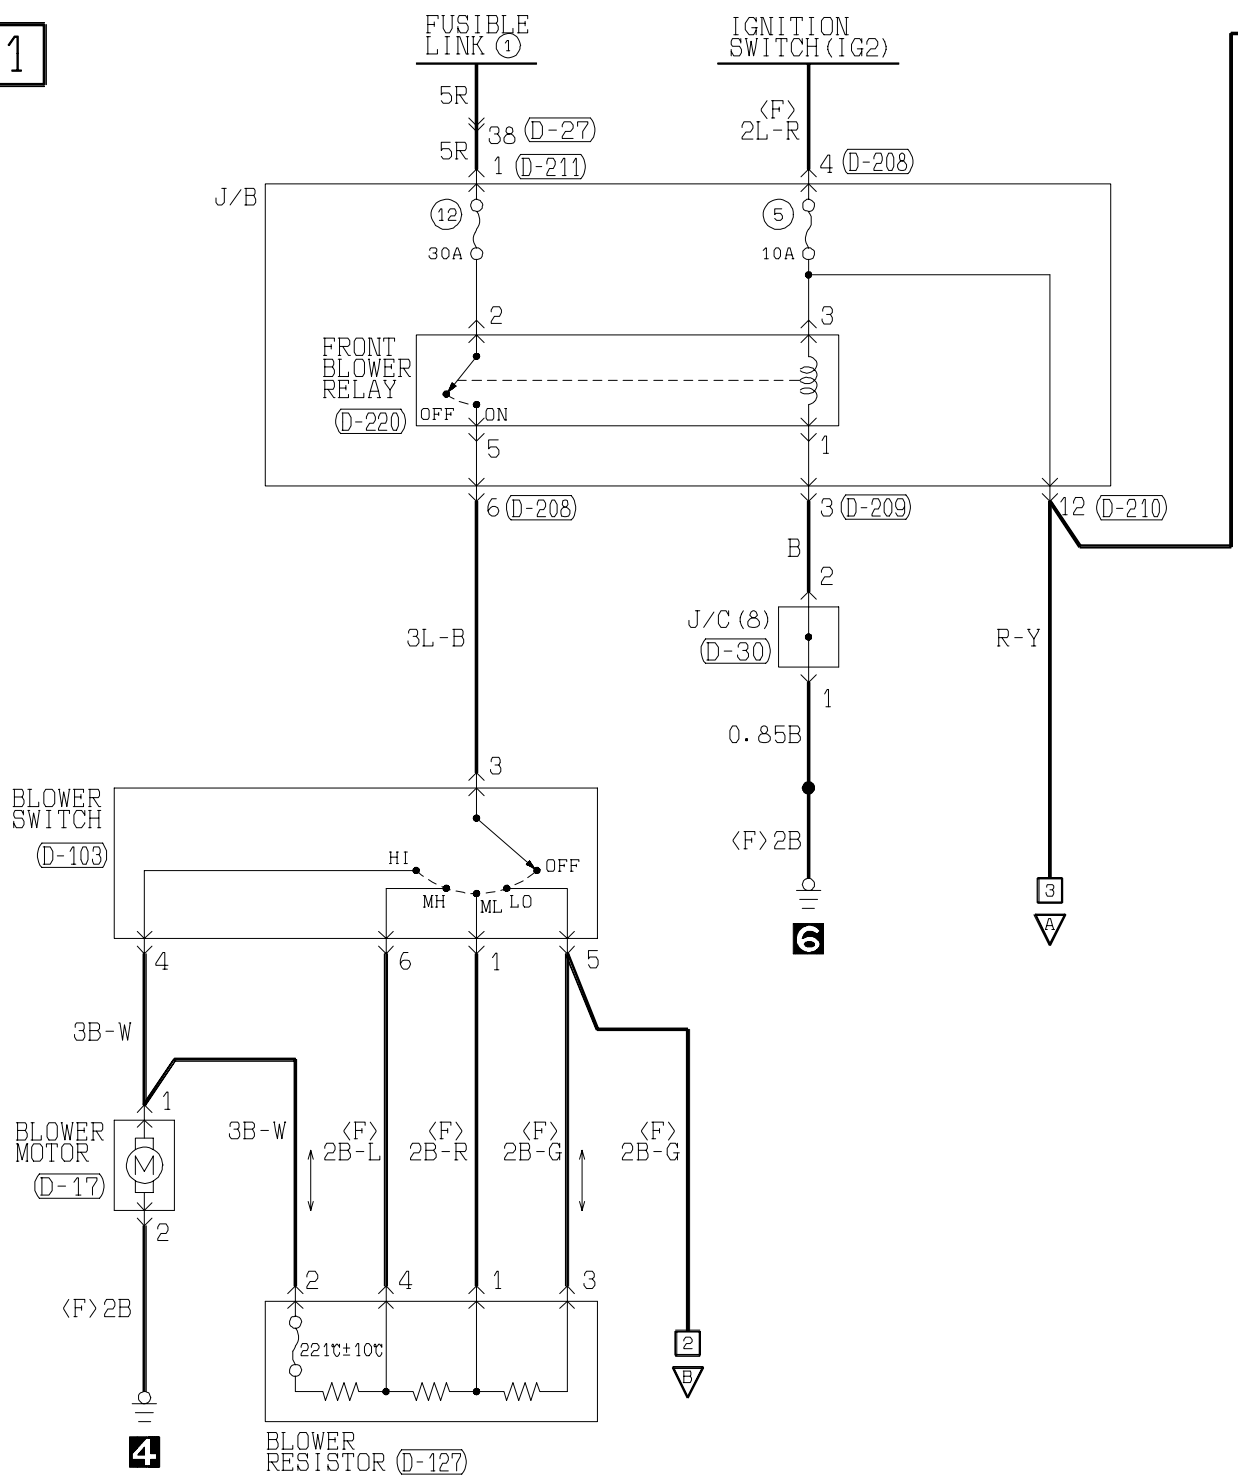 1
FUSIBLE
LINK ①
IGNITION
SWITCH(IG2)
5R
<F>
2L-R
38 (D-27)
5R
1 (D-211)
4 (D-208)
J/B
12
5
30A
10A
2
3
FRONT
BLOWER
RELAY
(D-220)
OFF
ON
5
1
6 (D-208)
3 (D-209)
12 (D-210)
B
2
J/C(8)
(D-30)
3L-B
R-Y
1
0.85B
3
BLOWER
SWITCH
(D-103)
<F>2B
HI
OFF
MH
ML
LO
3
A
6
4
6
1
5
3B-W
1
BLOWER
MOTOR
(D-17)
M
3B-W
<F>
2B-L
<F>
2B-R
<F>
2B-G
<F>
2B-G
2
2
4
1
3
<F>2B
221℃±10℃
2
B
4
BLOWER
RESISTOR (D-127)